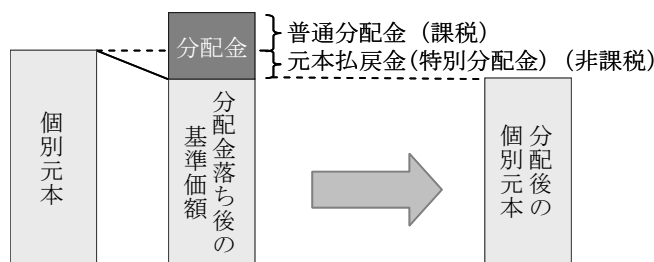 分配金
普通分配金 (課税)
元本払戻金(特別分配金) (非課税)
個別元本
分配金落ち後の
基準価額
分配後の
個別元本